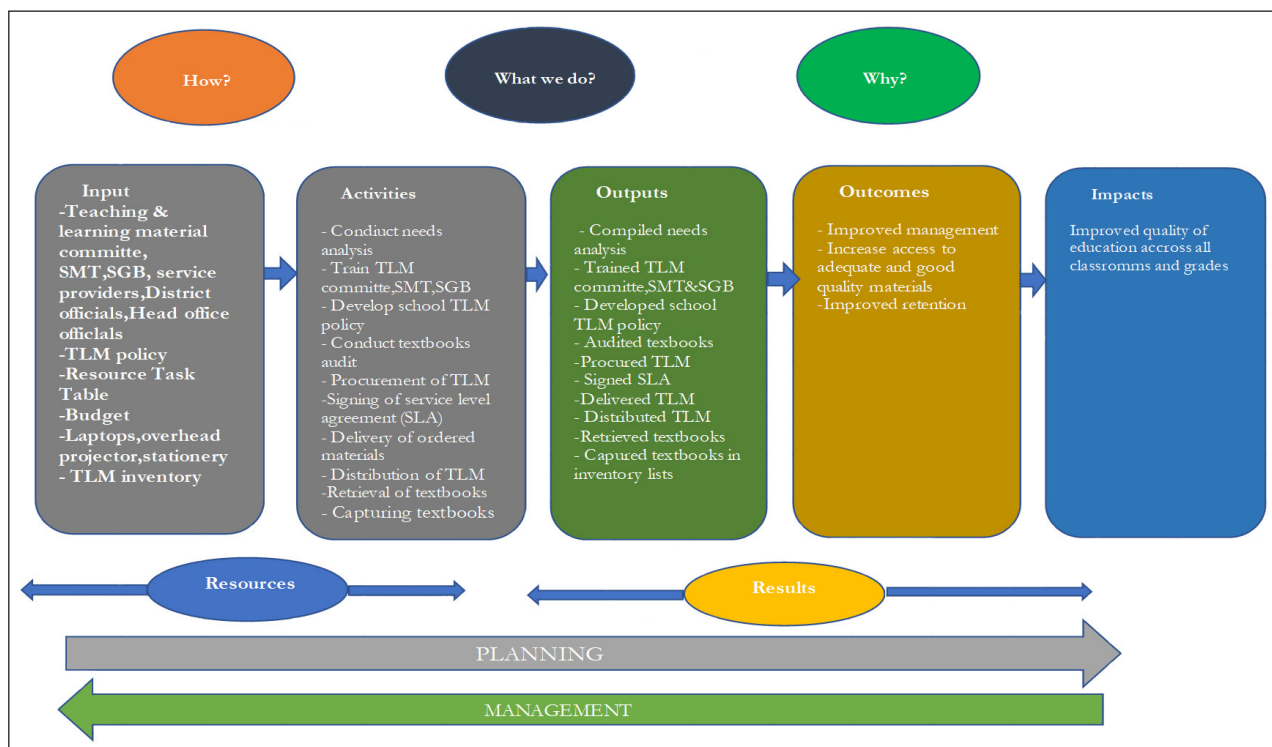 How?
What we do?
Why?
Input
-Teaching &
learning material
committe,
SMT,SGB, service
providers,District
officials,Head office
officlals
-TLM policy
-Resource Task
Table
-Budget
-Laptops,overhead
projector,stationery
- TLM inventory
Activities
- Conduct needs
analysis
- Train TLM
committe,SMT,SGB
- Develop school TLM
policy
- Conduct textbooks
audit
- Procurement of TLM
-Signing of service level
agreement (SLA)
- Delivery of ordered
materials
- Distribution of TLM
-Retrieval of textbooks
- Capturing textbooks
Outputs
- Compiled needs
analysis
- Trained TLM
committe,SMT&SGB
- Developed school
TLM policy
- Audited texbooks
-Procured TLM
- Signed SLA
- Delivered TLM
- Distributed TLM
-Retrieved textbooks
- Capured textbooks in
inventory lists
Outcomes
- Improved management
- Increase access to
adequate and good
quality materials
-Improved retention
Impacts
Improved quality of
education accross all
classromms and grades
Resources
Results
PLANNING
MANAGEMENT